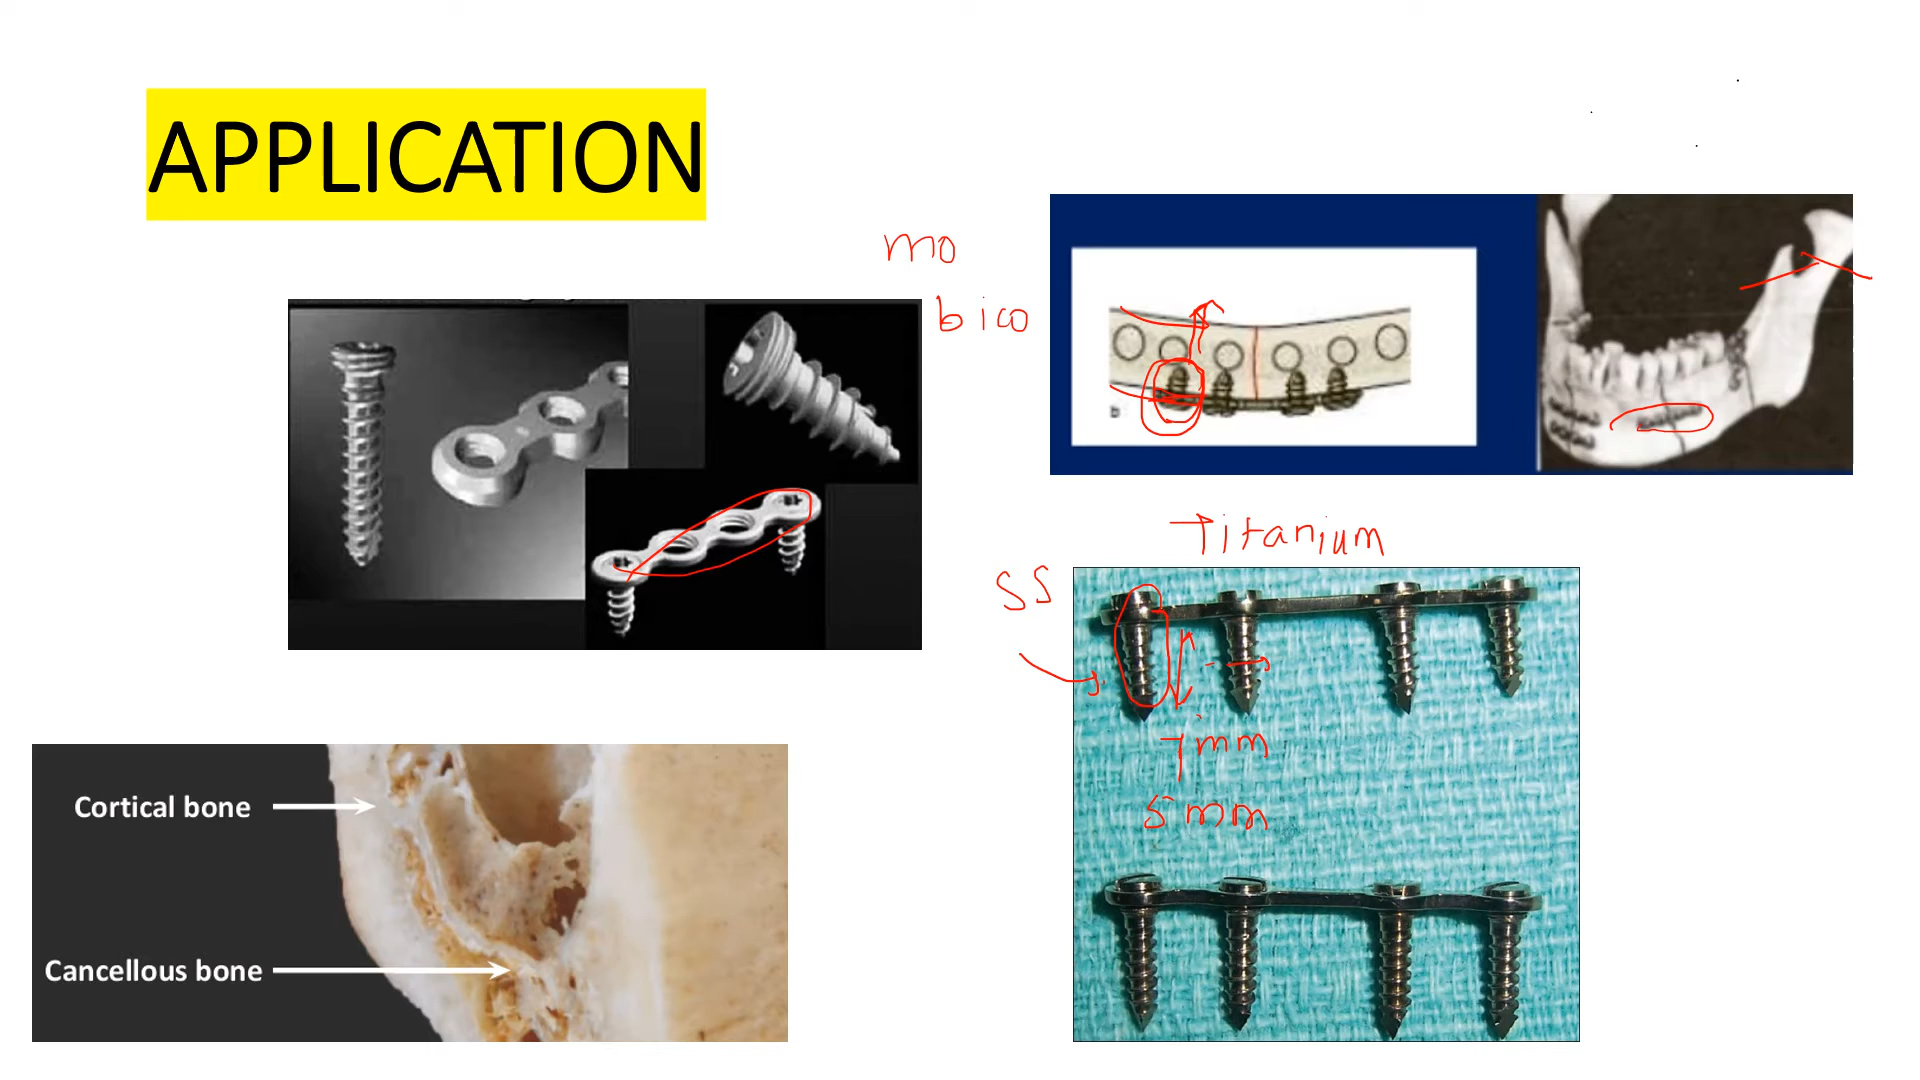 APPLICATION
mo
bico
b
Titanium
SS
7mm
5mm
Cortical bone
Cancellous bone